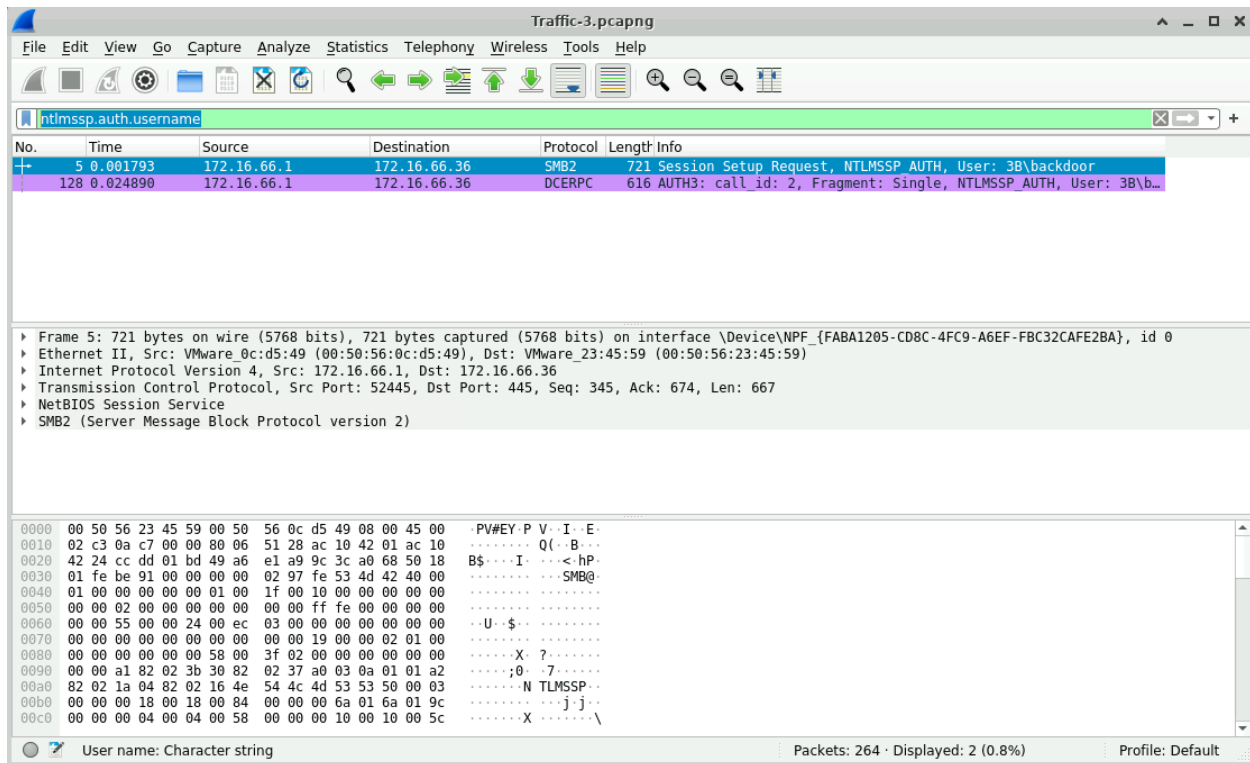 Traffic-3.pcapng
File Edit View Go Capture Analyze Statistics Telephony Wireless Tools Help
ntlmssp.auth.username
No. Time Source Destination Protocol Length Info
5 0.001793 172.16.66.1 172.16.66.36 SMB2 721 Session Setup Request, NTLMSSP_AUTH, User: 3B\backdoor
128 0.024890 172.16.66.1 172.16.66.36 DCERPC 616 AUTH3: call_id: 2, Fragment: Single, NTLMSSP_AUTH, User: 3B\b…
Frame 5: 721 bytes on wire (5768 bits), 721 bytes captured (5768 bits) on interface \Device\NPF_{FABA1205-CD8C-4FC9-A6EF-FBC32CAFE2BA}, id 0
Ethernet II, Src: VMware_0c:d5:49 (00:50:56:0c:d5:49), Dst: VMware_23:45:59 (00:50:56:23:45:59)
Internet Protocol Version 4, Src: 172.16.66.1, Dst: 172.16.66.36
Transmission Control Protocol, Src Port: 52445, Dst Port: 445, Seq: 345, Ack: 674, Len: 667
NetBIOS Session Service
SMB2 (Server Message Block Protocol version 2)
0000 00 50 56 23 45 59 00 50 56 0c d5 49 08 00 45 00 ·PV#EY·P V··I··E·
0010 02 c3 0a c7 00 00 80 06 51 28 ac 10 42 01 ac 10 ········ Q(··B···
0020 42 24 cc dd 01 bd 49 a6 e1 a9 9c 3c a0 68 50 18 B$····I· ···<·hP·
0030 01 fe be 91 00 00 00 00 02 97 fe 53 4d 42 40 00 ········ ···SMB@·
0040 01 00 00 00 00 00 01 00 1f 00 10 00 00 00 00 00 ········ ········
0050 00 00 02 00 00 00 00 00 00 00 ff fe 00 00 00 00 ········ ········
0060 00 00 55 00 00 24 00 ec 03 00 00 00 00 00 00 00 ··U··$·· ········
0070 00 00 00 00 00 00 00 00 00 00 19 00 00 02 01 00 ········ ········
0080 00 00 00 00 00 00 58 00 3f 02 00 00 00 00 00 00 ······X· ?·······
0090 00 00 a1 82 02 3b 30 82 02 37 a0 03 0a 01 01 a2 ·····;0· ·7······
00a0 82 02 1a 04 82 02 16 4e 54 4c 4d 53 53 50 00 03 ·······N TLMSSP··
00b0 00 00 00 18 00 18 00 84 00 00 00 6a 01 6a 01 9c ········ ···j·j··
00c0 00 00 00 04 00 04 00 58 00 00 00 10 00 10 00 5c ·······X ·······\
User name: Character string Packets: 264 · Displayed: 2 (0.8%) Profile: Default